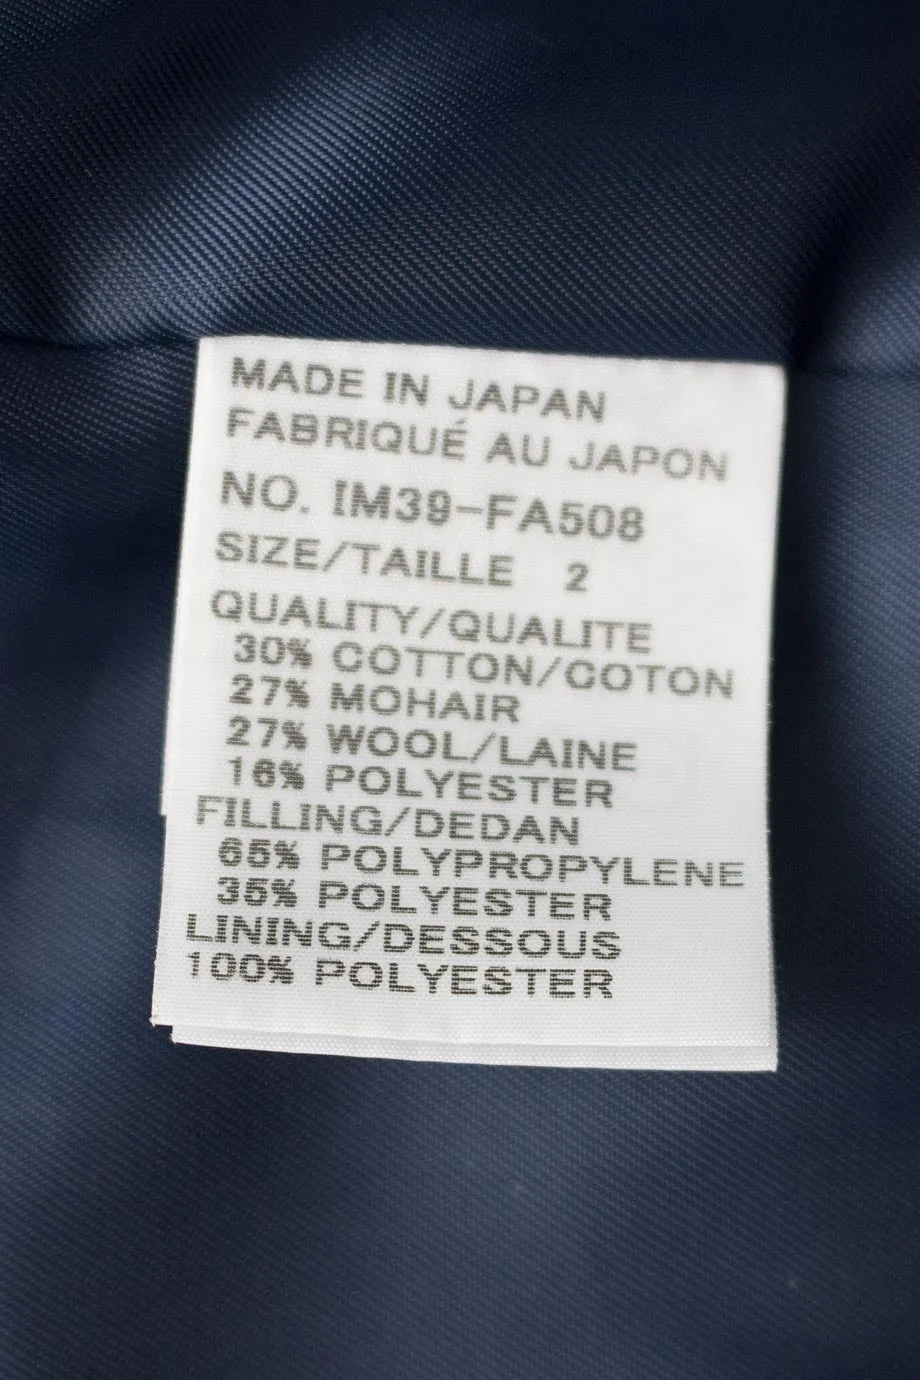 MADE IN JAPAN
FABRIQUÉ AU JAPON
NO. IM39-FA508
SIZE/TAILLE 2
QUALITY/QUALITE
30% COTTON/COTON
27% MOHAIR
27% WOOL/LAINE
16% POLYESTER
FILLING/DEDAN
65% POLYPROPYLENE
35% POLYESTER
LINING/DESSOUS
100% POLYESTER